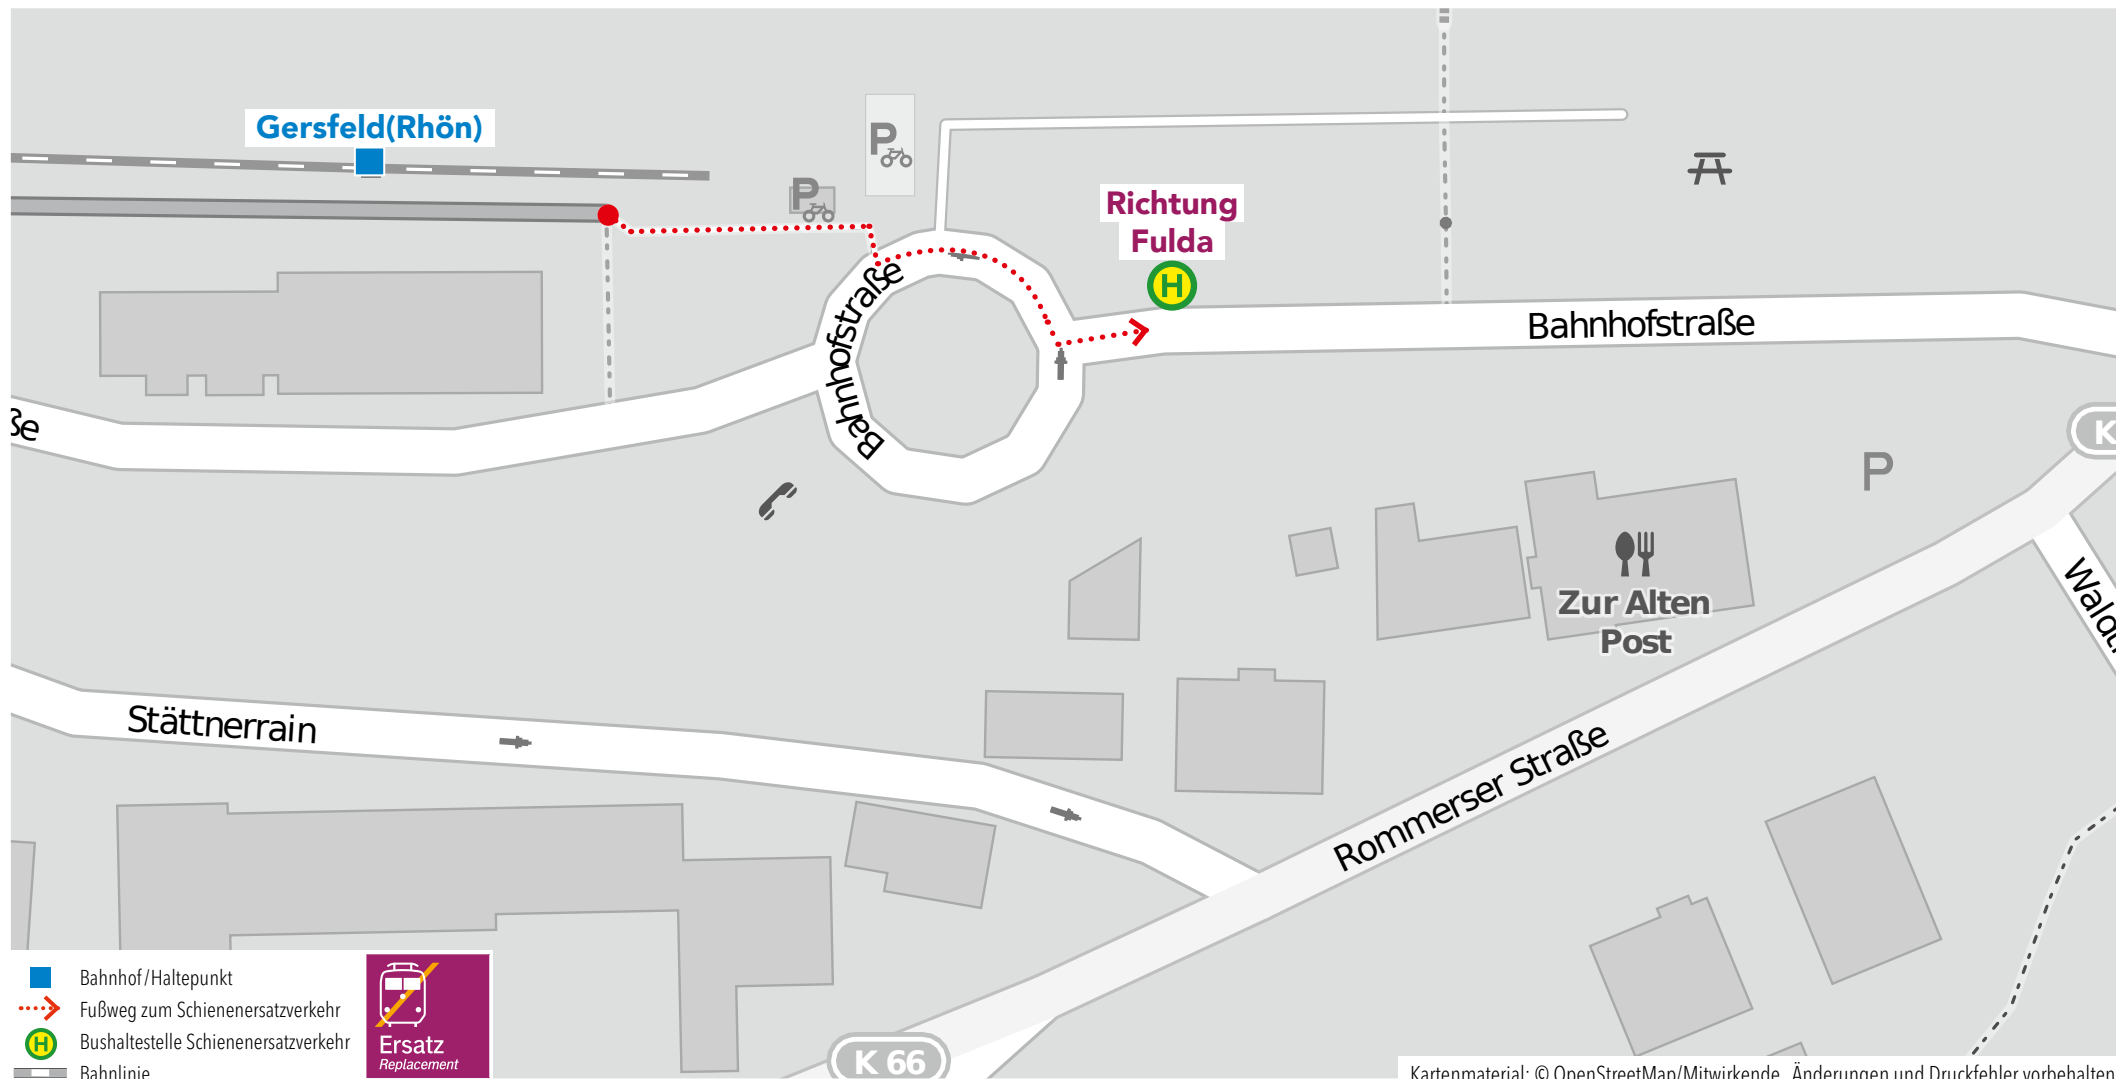 Gersfeld(Rhön)
P
P
Richtung
Fulda
H
Bahnhofstraße
Bahnhofstraße
ße
K
P
Zur Alten
Post
Stättnerrain
Rommerser Straße
K 66
Bahnhof/Haltepunkt
Fußweg zum Schienenersatzverkehr
H
Bushaltestelle Schienenersatzverkehr
Bahnlinie
Ersatz
Replacement
Kartenmaterial: © OpenStreetMap/Mitwirkende, Änderungen und Druckfehler vorbehalten